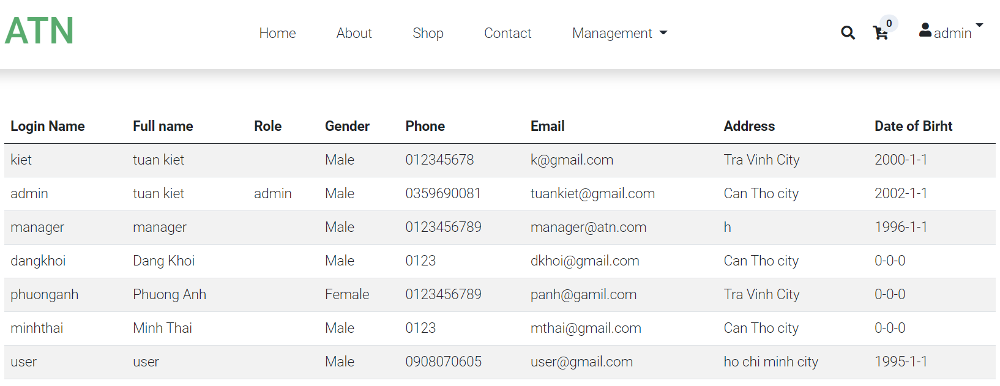 ATN
Home About Shop Contact Management 0 admin
Login Name Full name Role Gender Phone Email Address Date of Birht
kiet tuan kiet Male 012345678 k@gmail.com Tra Vinh City 2000-1-1
admin tuan kiet admin Male 0359690081 tuankiet@gmail.com Can Tho city 2002-1-1
manager manager Male 0123456789 manager@atn.com h 1996-1-1
dangkhoi Dang Khoi Male 0123 dkhoi@gmail.com Can Tho city 0-0-0
phuonganh Phuong Anh Female 0123456789 panh@gamil.com Tra Vinh City 0-0-0
minhthai Minh Thai Male 0123 mthai@gmail.com Can Tho city 0-0-0
user user Male 0908070605 user@gmail.com ho chi minh city 1995-1-1